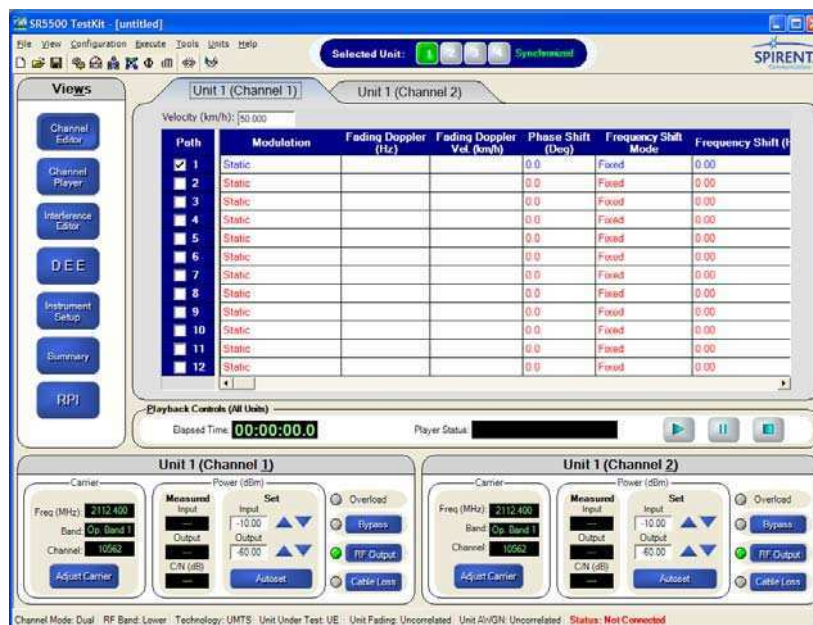 SR5500 TestKit - [untitled]
File View Configuration Execute Tools Units Help
Selected Unit: 1 2 3 4 Synchronized
SPIRENT
Views
Channel Editor
Channel Player
Interference Editor
DEE
Instrument Setup
Summary
RPI
Unit 1 (Channel 1) Unit 1 (Channel 2)
Velocity (km/h): 50.000
Path Modulation Fading Doppler (Hz) Fading Doppler Vel. (km/h) Phase Shift (Deg) Frequency Shift Mode Frequency Shift (H
1 Static 0.0 Fixed 0.00
2 Static 0.0 Fixed 0.00
3 Static 0.0 Fixed 0.00
4 Static 0.0 Fixed 0.00
5 Static 0.0 Fixed 0.00
6 Static 0.0 Fixed 0.00
7 Static 0.0 Fixed 0.00
8 Static 0.0 Fixed 0.00
9 Static 0.0 Fixed 0.00
10 Static 0.0 Fixed 0.00
11 Static 0.0 Fixed 0.00
12 Static 0.0 Fixed 0.00
Playback Controls (All Units)
Elapsed Time: 00:00:00.0 Player Status:
Unit 1 (Channel 1)
Carrier
Freq (MHz): 2112.400
Band: Op. Band 1
Channel: 10562
Adjust Carrier
Power (dBm)
Measured Set
Input Input
--- -10.00
Output Output
--- -60.00
C/N (dB)
--- Autoset
Overload
Bypass
RF Output
Cable Loss
Unit 1 (Channel 2)
Carrier
Freq (MHz): 2112.400
Band: Op. Band 1
Channel: 10562
Adjust Carrier
Power (dBm)
Measured Set
Input Input
--- -10.00
Output Output
--- -60.00
C/N (dB)
--- Autoset
Overload
Bypass
RF Output
Cable Loss
Channel Mode: Dual RF Band: Lower Technology: UMTS Unit Under Test: UE Unit Fading: Uncorrelated Unit AWGN: Uncorrelated Status: Not Connected